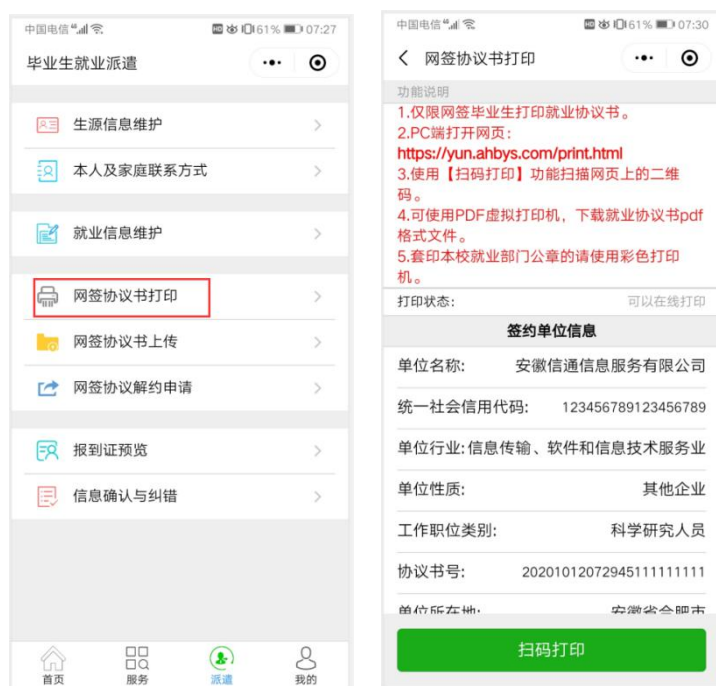 中国电信 61% 07:27
毕业生就业派遣
生源信息维护
本人及家庭联系方式
就业信息维护
网签协议书打印
网签协议书上传
网签协议解约申请
报到证预览
信息确认与纠错
首页 服务 派遣 我的
中国电信 61% 07:30
网签协议书打印
功能说明
1.仅限网签毕业生打印就业协议书。
2.PC端打开网页：
https://yun.ahbys.com/print.html
3.使用【扫码打印】功能扫描网页上的二维
码。
4.可使用PDF虚拟打印机，下载就业协议书pdf
格式文件。
5.套印本校就业部门公章的请使用彩色打印
机。
打印状态: 可以在线打印
签约单位信息
单位名称: 安徽信通信息服务有限公司
统一社会信用代码: 123456789123456789
单位行业: 信息传输、软件和信息技术服务业
单位性质: 其他企业
工作职位类别: 科学研究人员
协议书号: 20201012072945111111111
单位所在地: 安徽省合肥市
扫码打印